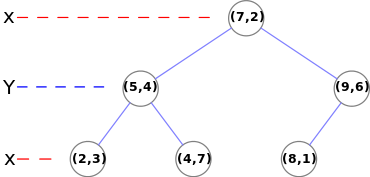 X (7,2)
Y (5,4) (9,6)
X (2,3) (4,7) (8,1)